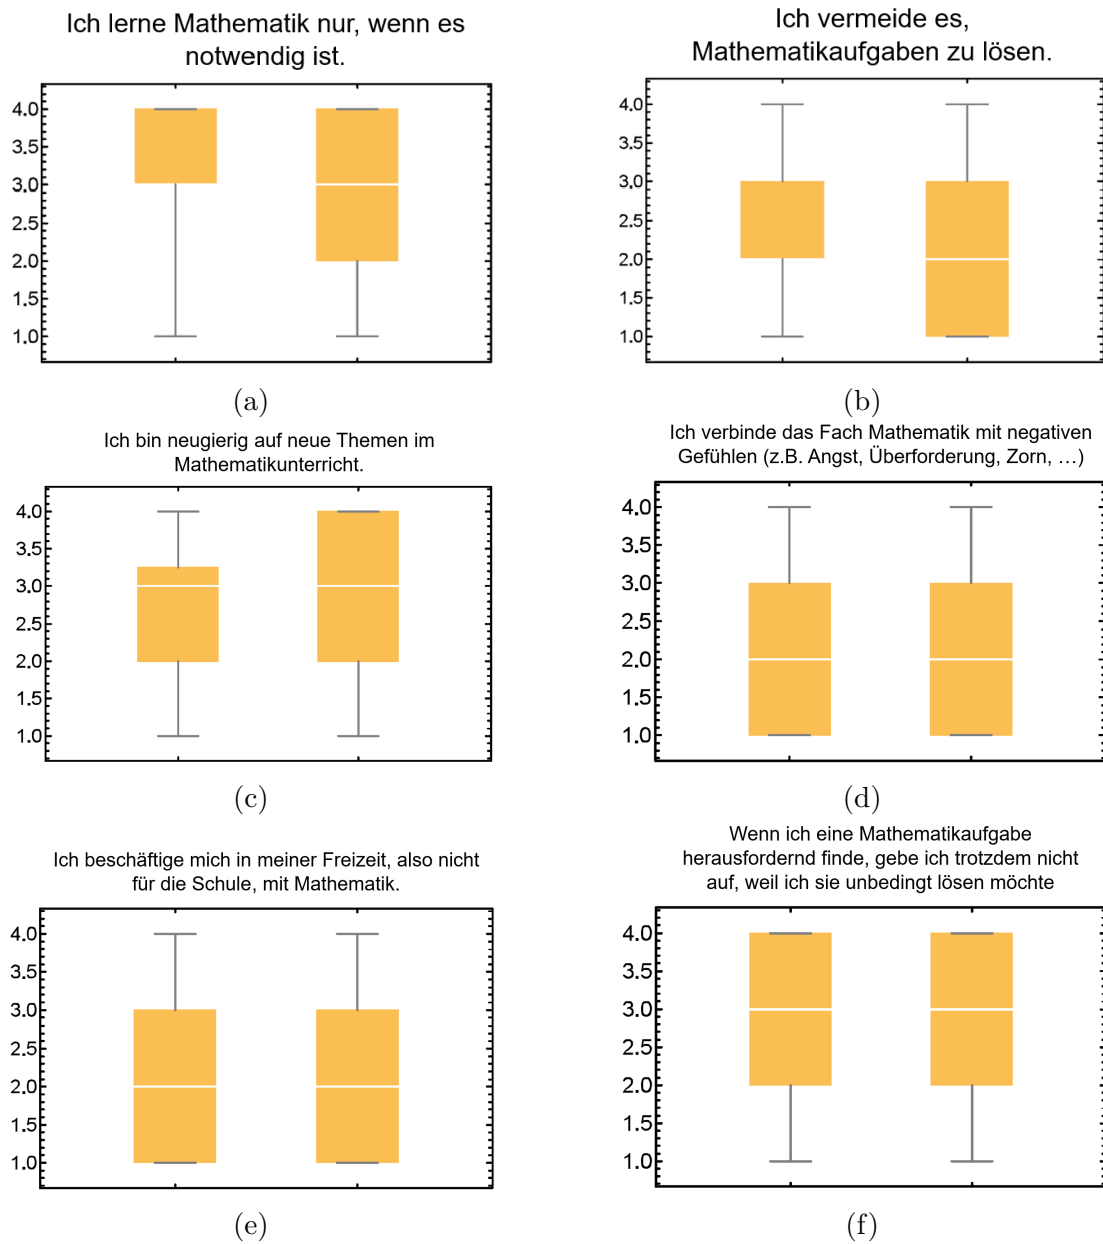 Ich lerne Mathematik nur, wenn es
notwendig ist.
4.0
3.5
3.0
2.5
2.0
1.5
1.0
(a)
Ich vermeide es,
Mathematikaufgaben zu lösen.
4.0
3.5
3.0
2.5
2.0
1.5
1.0
(b)
Ich bin neugierig auf neue Themen im
Mathematikunterricht.
4.0
3.5
3.0
2.5
2.0
1.5
1.0
(c)
Ich verbinde das Fach Mathematik mit negativen
Gefühlen (z.B. Angst, Überforderung, Zorn, …)
4.0
3.5
3.0
2.5
2.0
1.5
1.0
(d)
Ich beschäftige mich in meiner Freizeit, also nicht
für die Schule, mit Mathematik.
4.0
3.5
3.0
2.5
2.0
1.5
1.0
(e)
Wenn ich eine Mathematikaufgabe
herausfordernd finde, gebe ich trotzdem nicht
auf, weil ich sie unbedingt lösen möchte
4.0
3.5
3.0
2.5
2.0
1.5
1.0
(f)